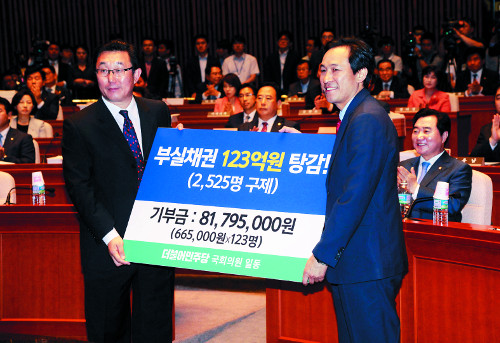 부실채권 123억원 탕감!
(2,525명 구제)
기부금 : 81,795,000원
(665,000원x123명)
더불어민주당 국회의원 일동